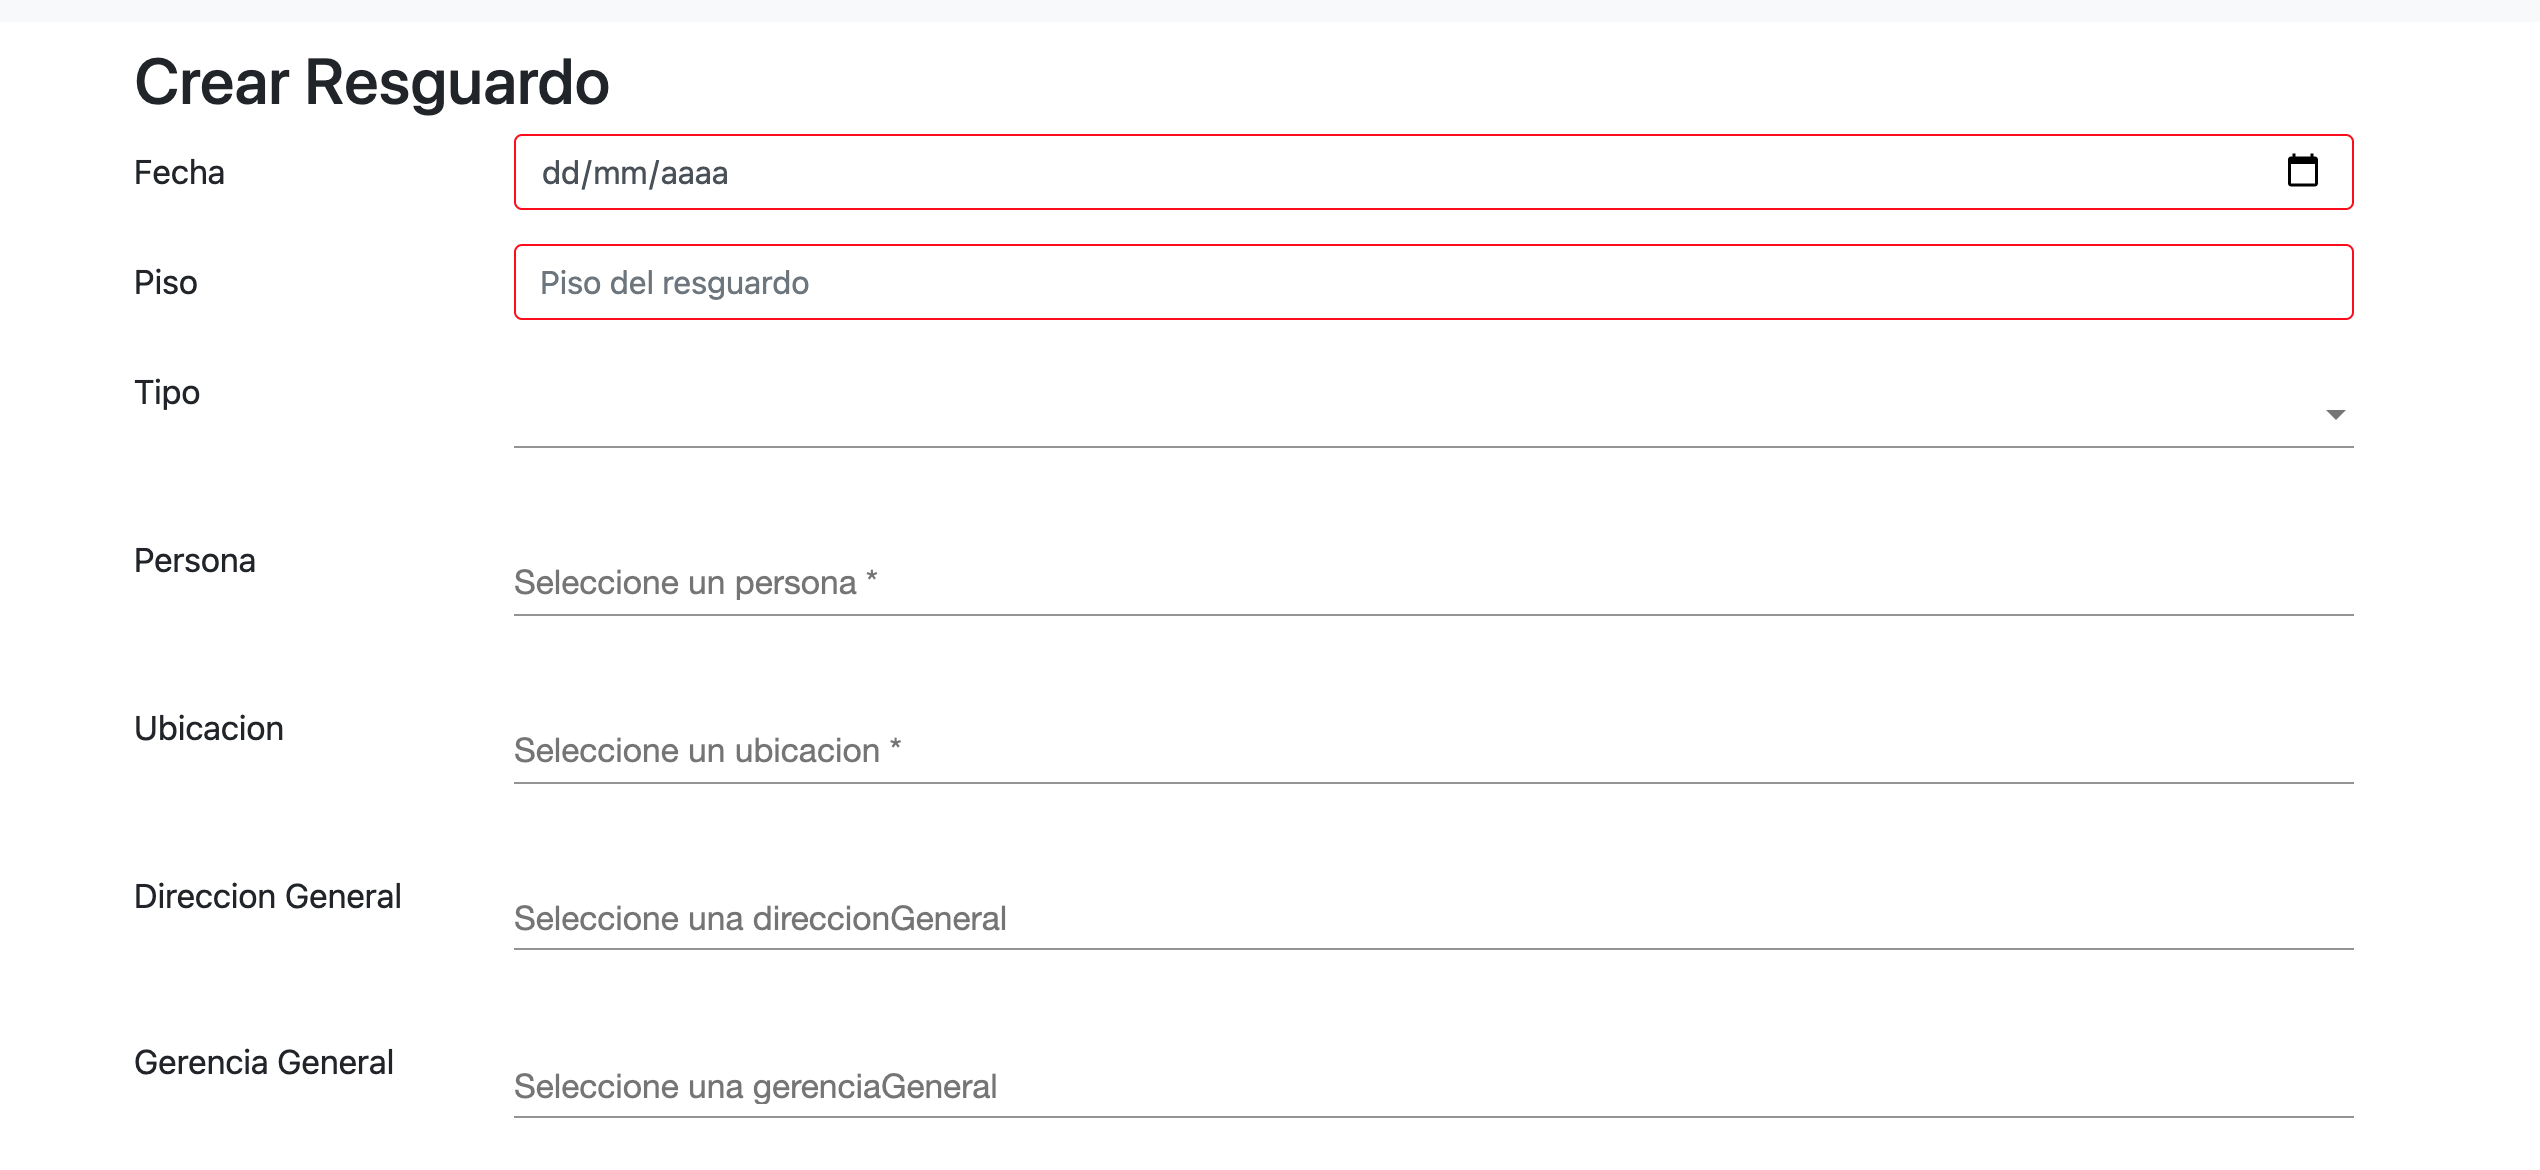 Crear Resguardo
Fecha
dd/mm/aaaa
Piso
Piso del resguardo
Tipo
Persona
Seleccione un persona *
Ubicacion
Seleccione un ubicacion *
Direccion General
Seleccione una direccionGeneral
Gerencia General
Seleccione una gerenciaGeneral